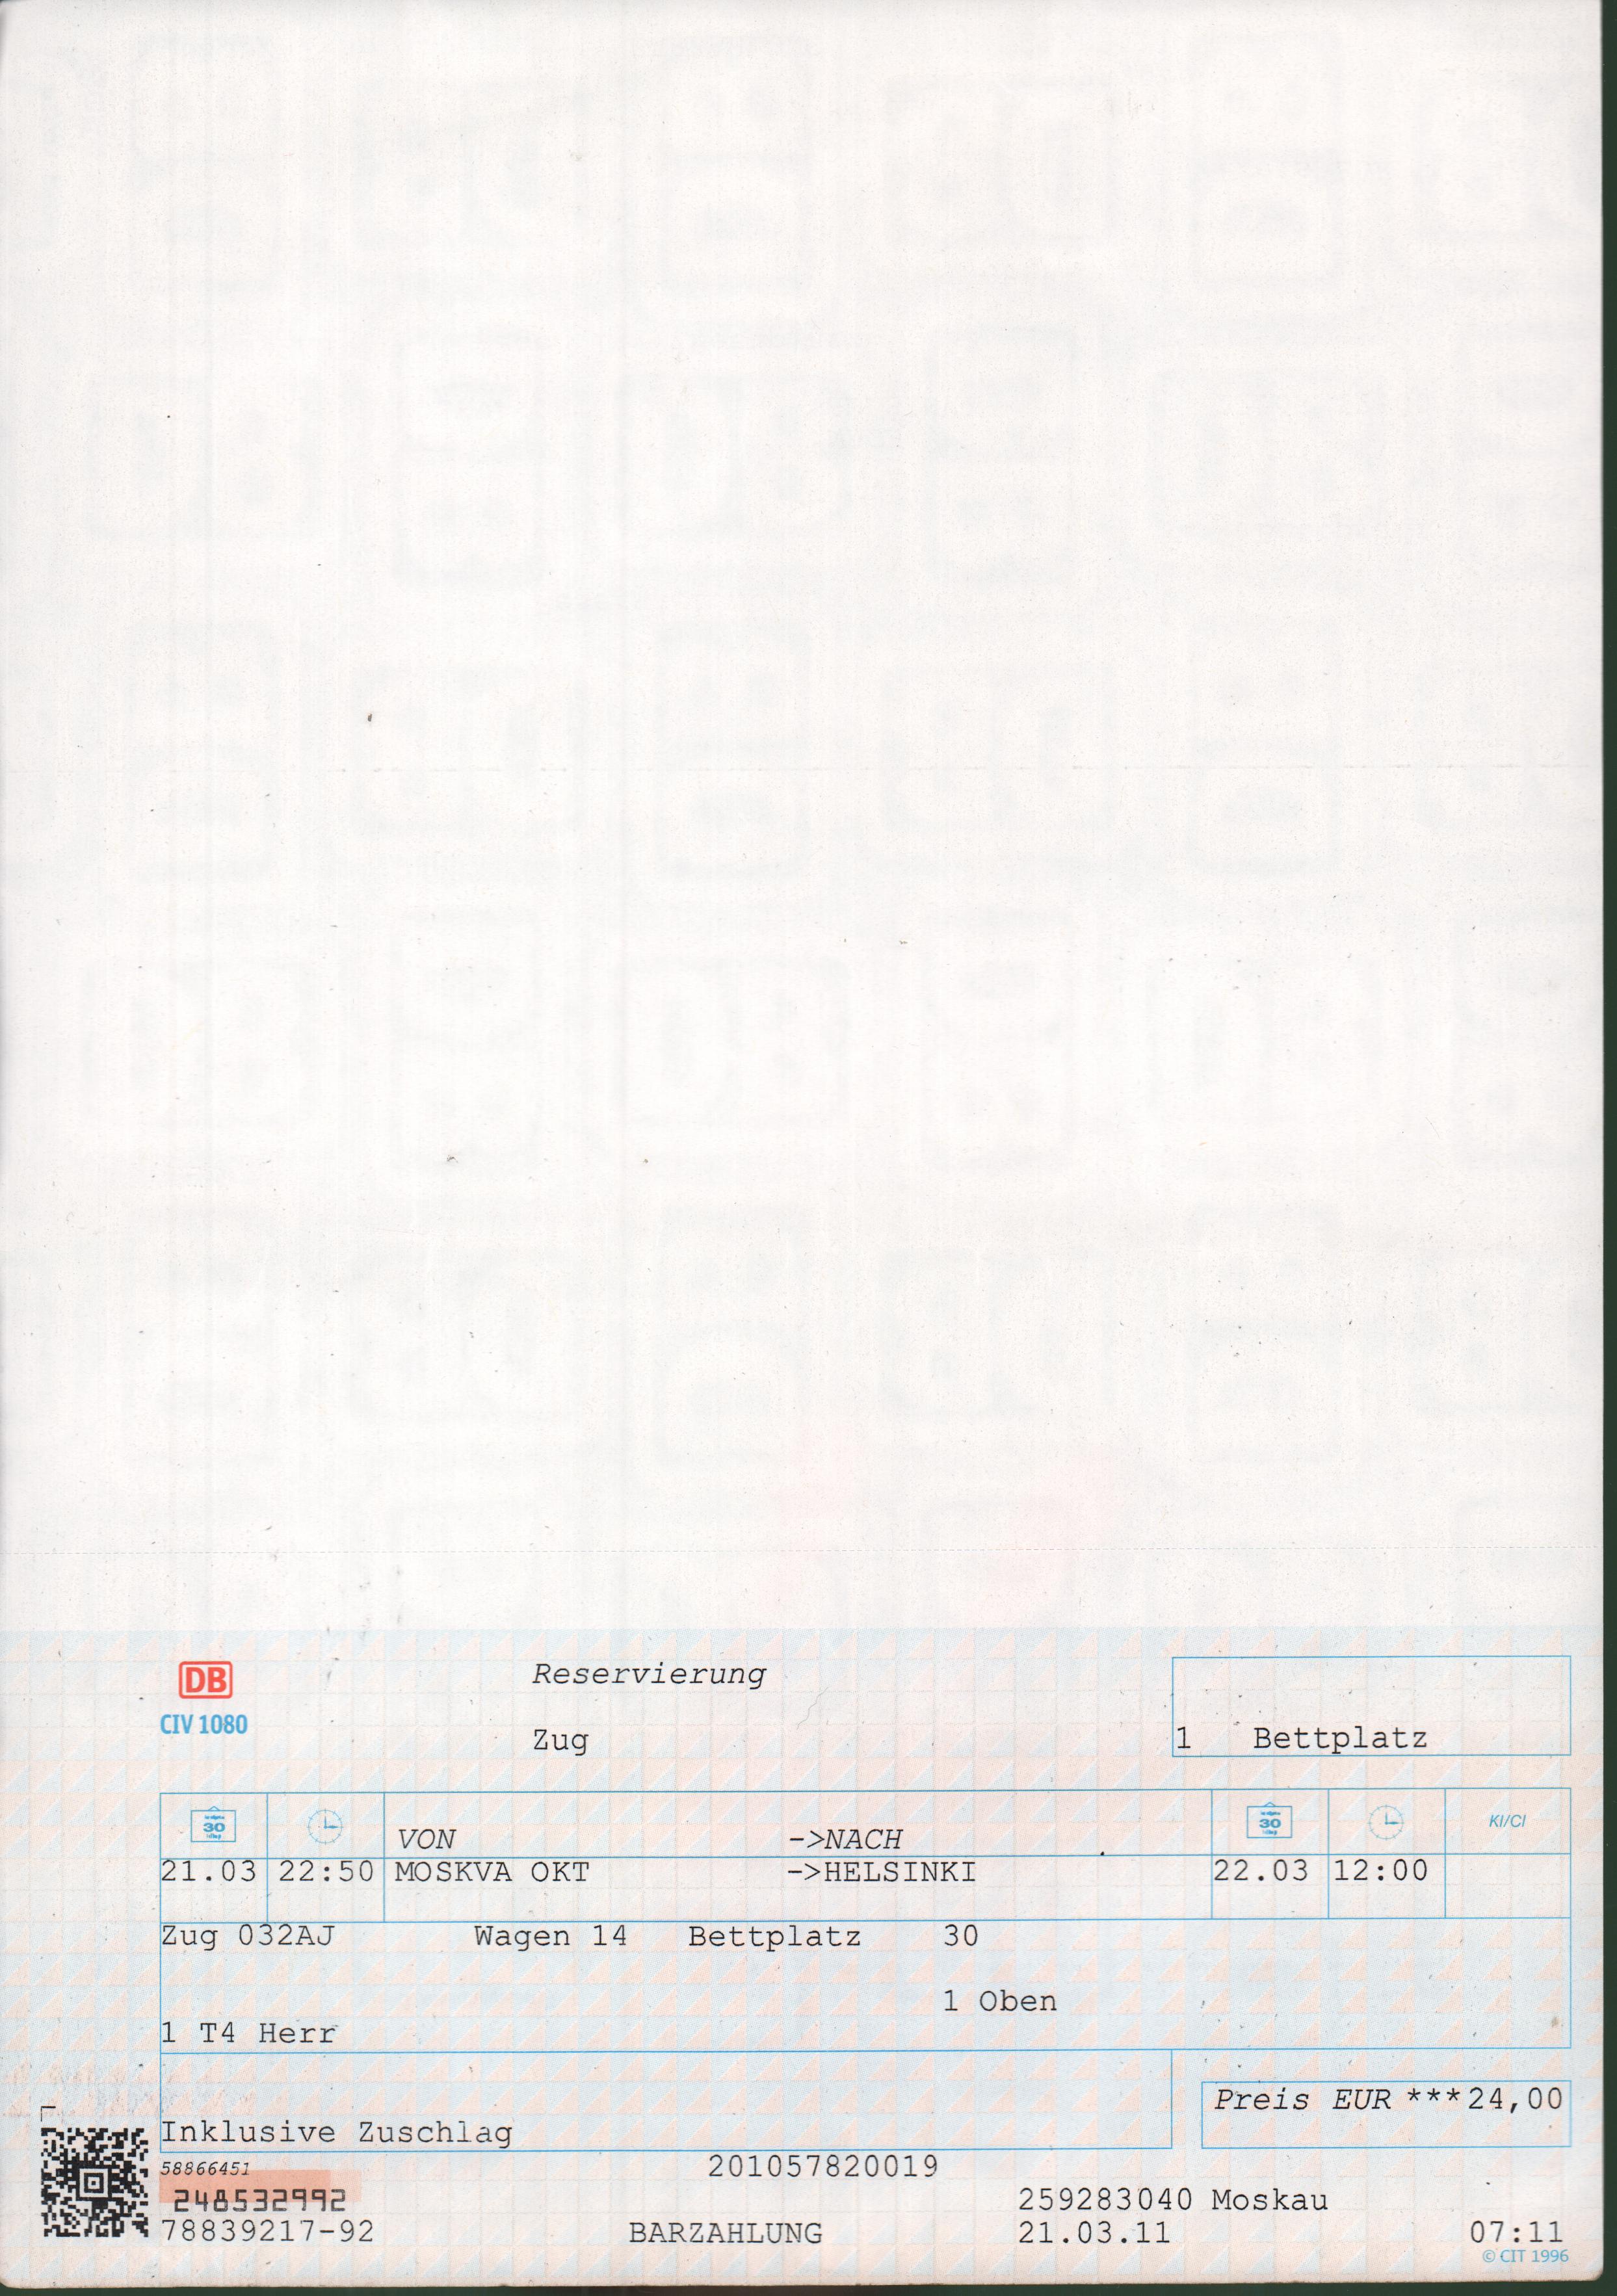 DB
Reservierung
CIV 1080
Zug
1 Bettplatz
30
30
KI/CI
VON ->NACH
21.03 22:50 MOSKVA OKT ->HELSINKI 22.03 12:00
Zug 032AJ Wagen 14 Bettplatz 30
1 Oben
1 T4 Herr
Preis EUR ***24,00
Inklusive Zuschlag
58866451
201057820019
248532992
259283040 Moskau
78839217-92 BARZAHLUNG 21.03.11 07:11
© CIT 1996